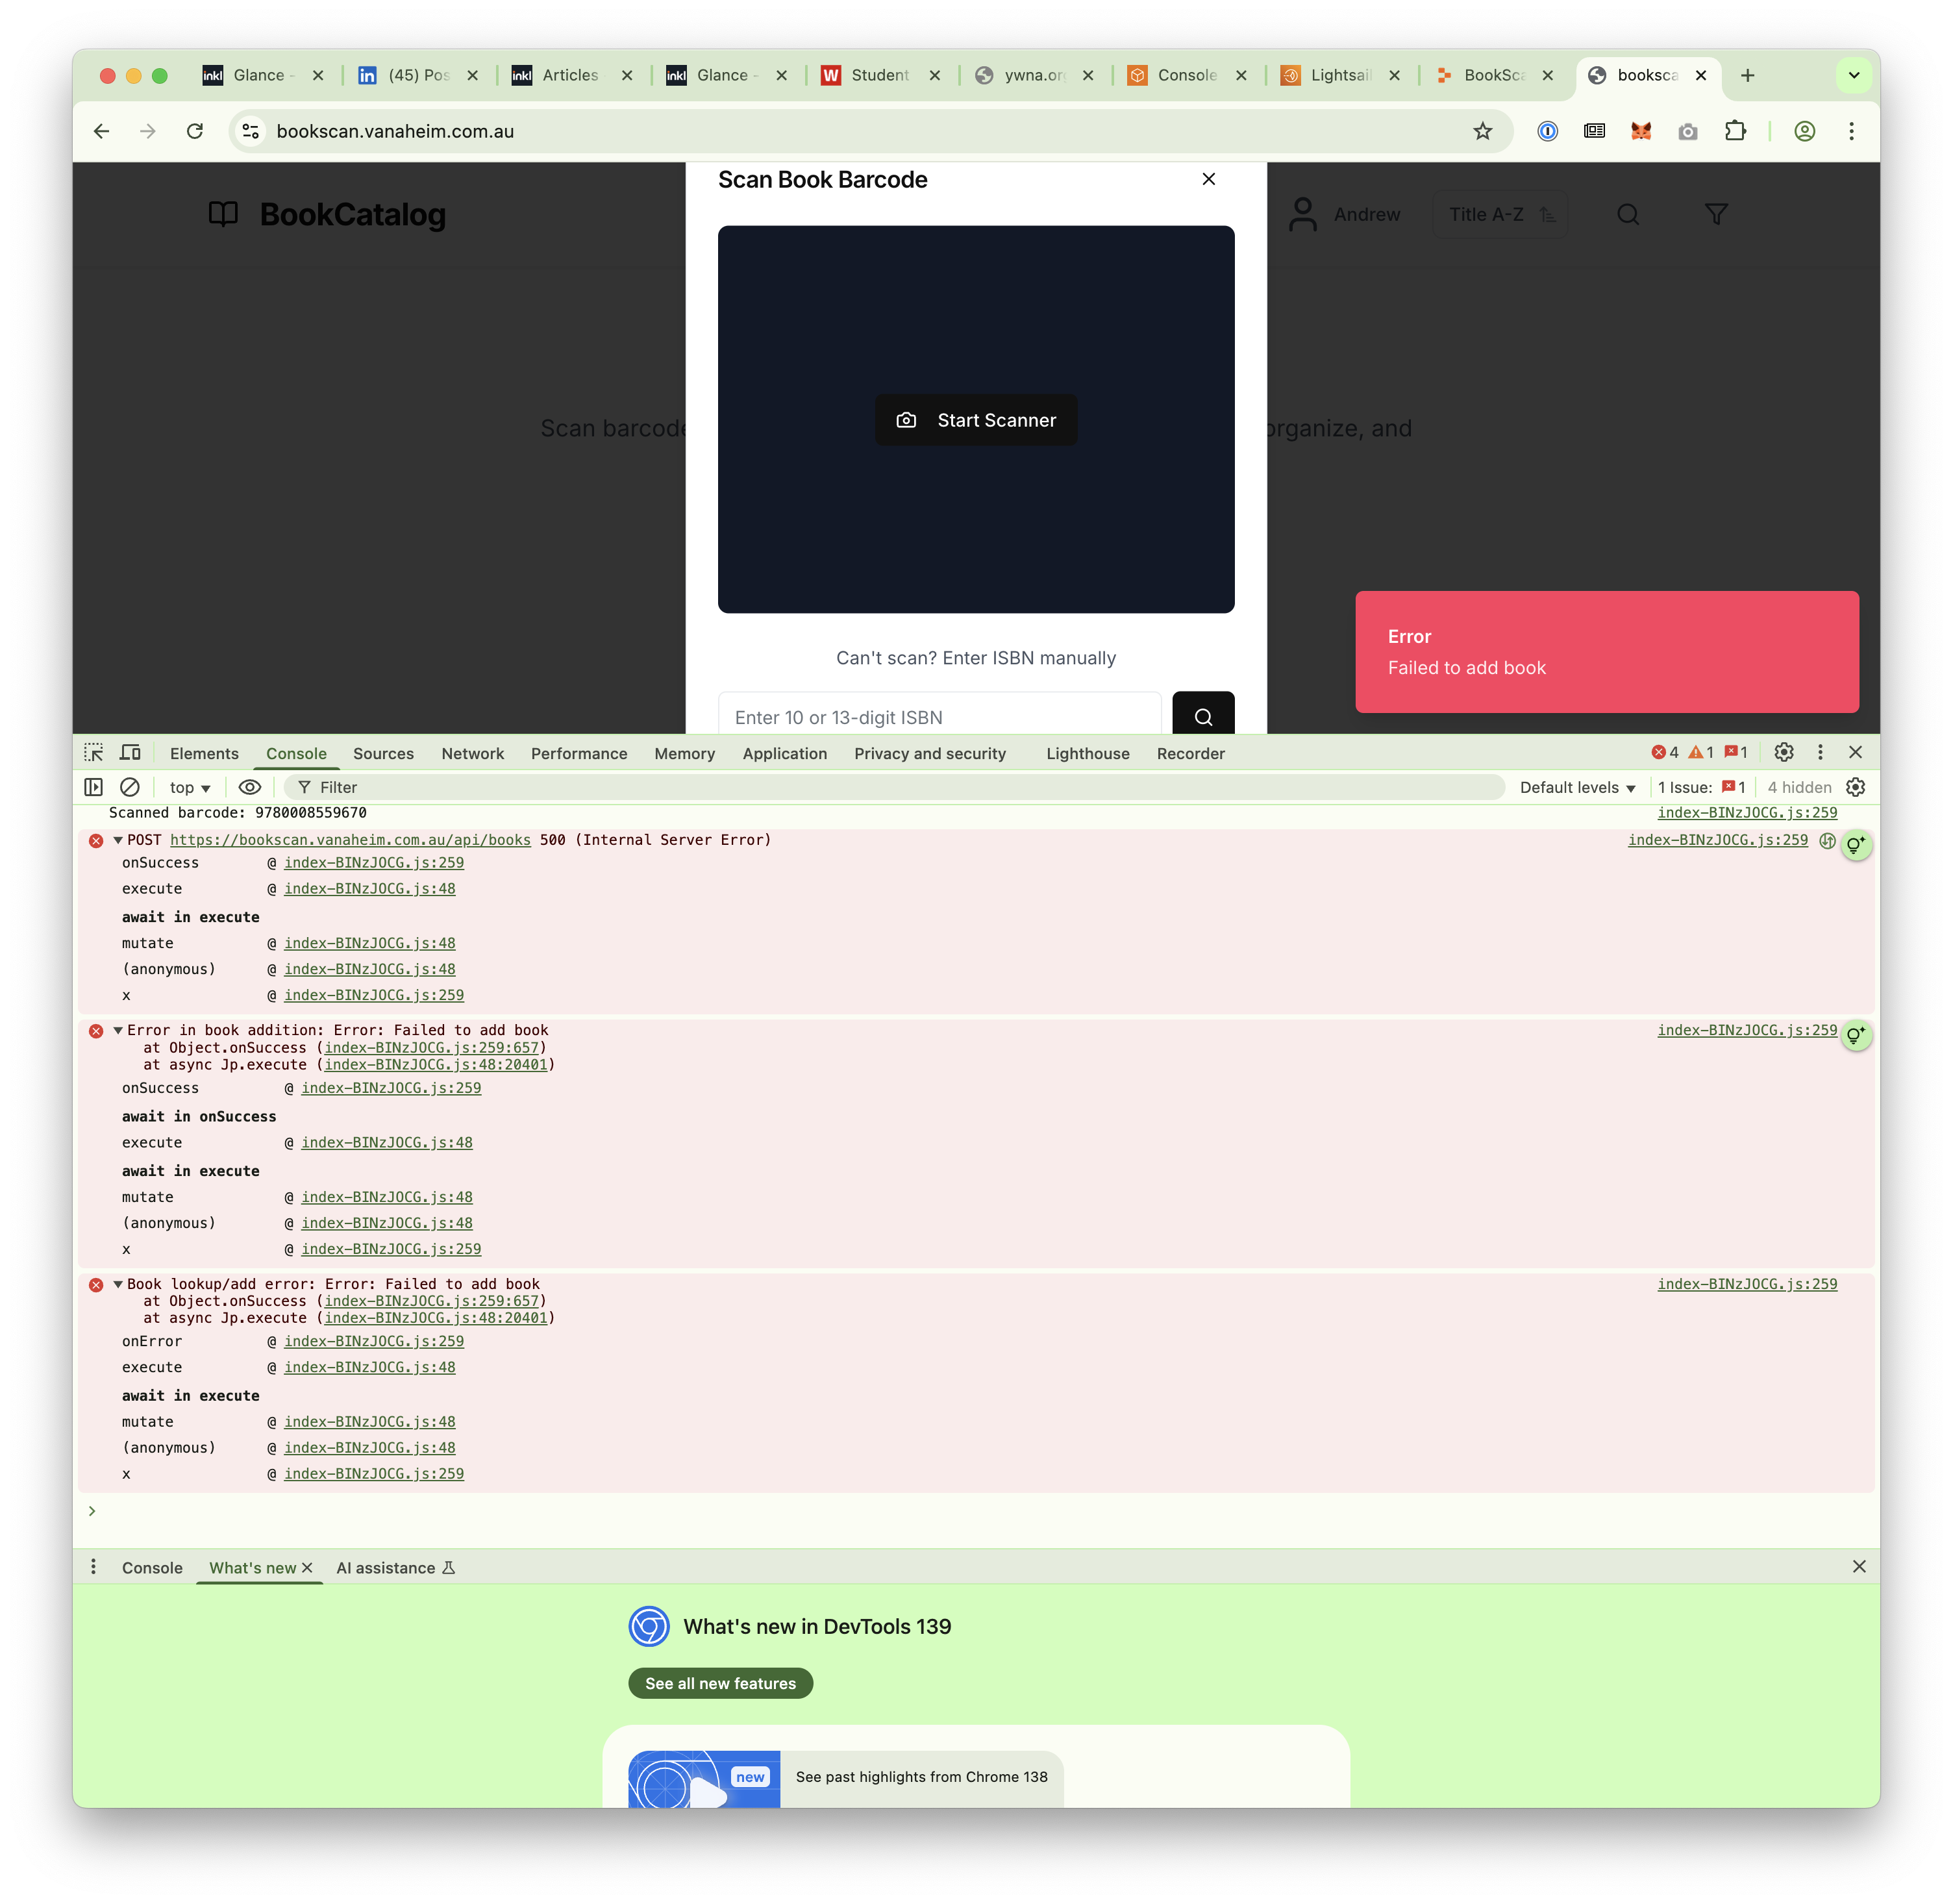 inkl Glance -
in (45) Pos
inkl Articles
inkl Glance -
W Student
ywna.org
Console
Lightsail
BookSca
booksca
bookscan.vanaheim.com.au
Scan Book Barcode
BookCatalog
Andrew
Title A-Z
Scan barcode
organize, and
Start Scanner
Can't scan? Enter ISBN manually
Enter 10 or 13-digit ISBN
Error
Failed to add book
Elements Console Sources Network Performance Memory Application Privacy and security Lighthouse Recorder 4 1 1
top Filter Default levels 1 Issue: 1 4 hidden
Scanned barcode: 9780008559670 index-BINzJOCG.js:259
POST https://bookscan.vanaheim.com.au/api/books 500 (Internal Server Error) index-BINzJOCG.js:259
onSuccess @ index-BINzJOCG.js:259
execute @ index-BINzJOCG.js:48
await in execute
mutate @ index-BINzJOCG.js:48
(anonymous) @ index-BINzJOCG.js:48
x @ index-BINzJOCG.js:259
Error in book addition: Error: Failed to add book index-BINzJOCG.js:259
at Object.onSuccess (index-BINzJOCG.js:259:657)
at async Jp.execute (index-BINzJOCG.js:48:20401)
onSuccess @ index-BINzJOCG.js:259
await in onSuccess
execute @ index-BINzJOCG.js:48
await in execute
mutate @ index-BINzJOCG.js:48
(anonymous) @ index-BINzJOCG.js:48
x @ index-BINzJOCG.js:259
Book lookup/add error: Error: Failed to add book index-BINzJOCG.js:259
at Object.onSuccess (index-BINzJOCG.js:259:657)
at async Jp.execute (index-BINzJOCG.js:48:20401)
onError @ index-BINzJOCG.js:259
execute @ index-BINzJOCG.js:48
await in execute
mutate @ index-BINzJOCG.js:48
(anonymous) @ index-BINzJOCG.js:48
x @ index-BINzJOCG.js:259
Console What's new AI assistance
What's new in DevTools 139
See all new features
new
See past highlights from Chrome 138